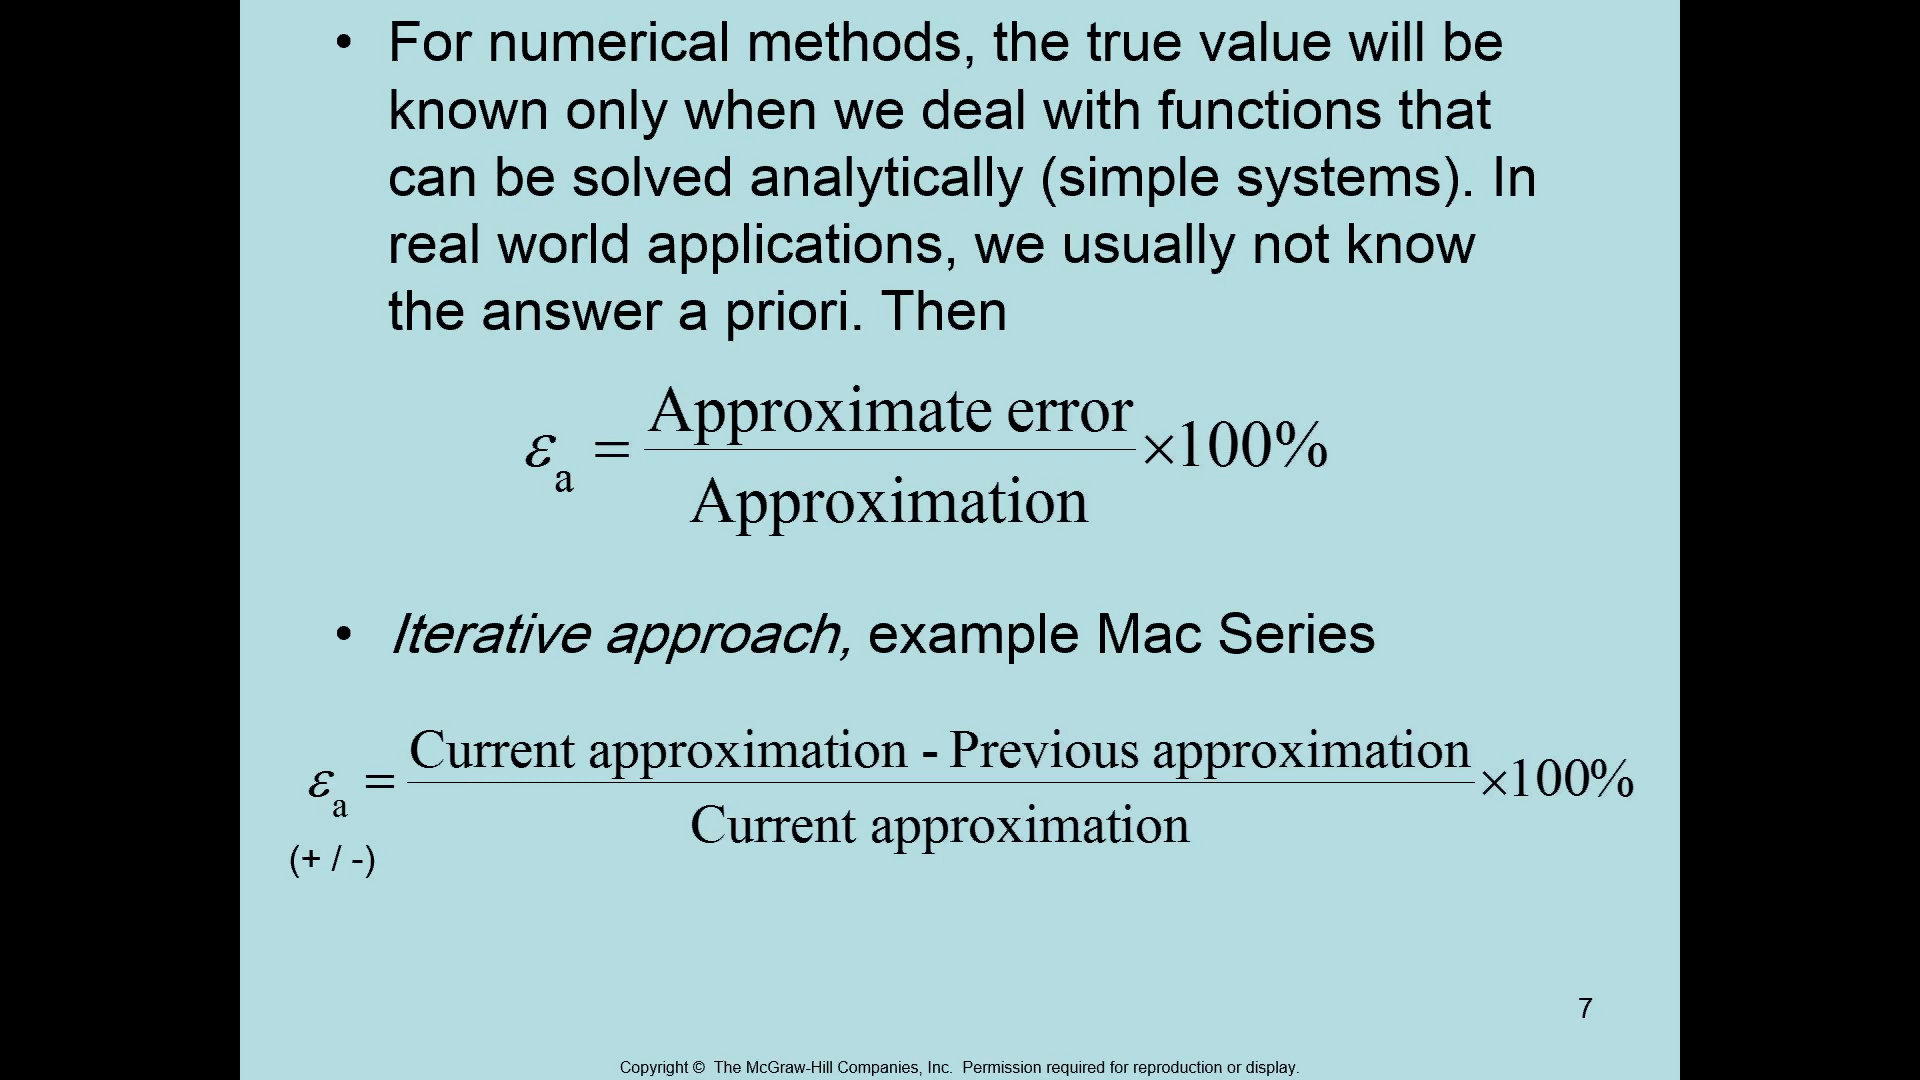 • For numerical methods, the true value will be
known only when we deal with functions that
can be solved analytically (simple systems). In
real world applications, we usually not know
the answer a priori. Then
εa = Approximate error / Approximation ×100%
• Iterative approach, example Mac Series
εa = Current approximation - Previous approximation / Current approximation ×100%
(+ / -)
7
Copyright © The McGraw-Hill Companies, Inc. Permission required for reproduction or display.